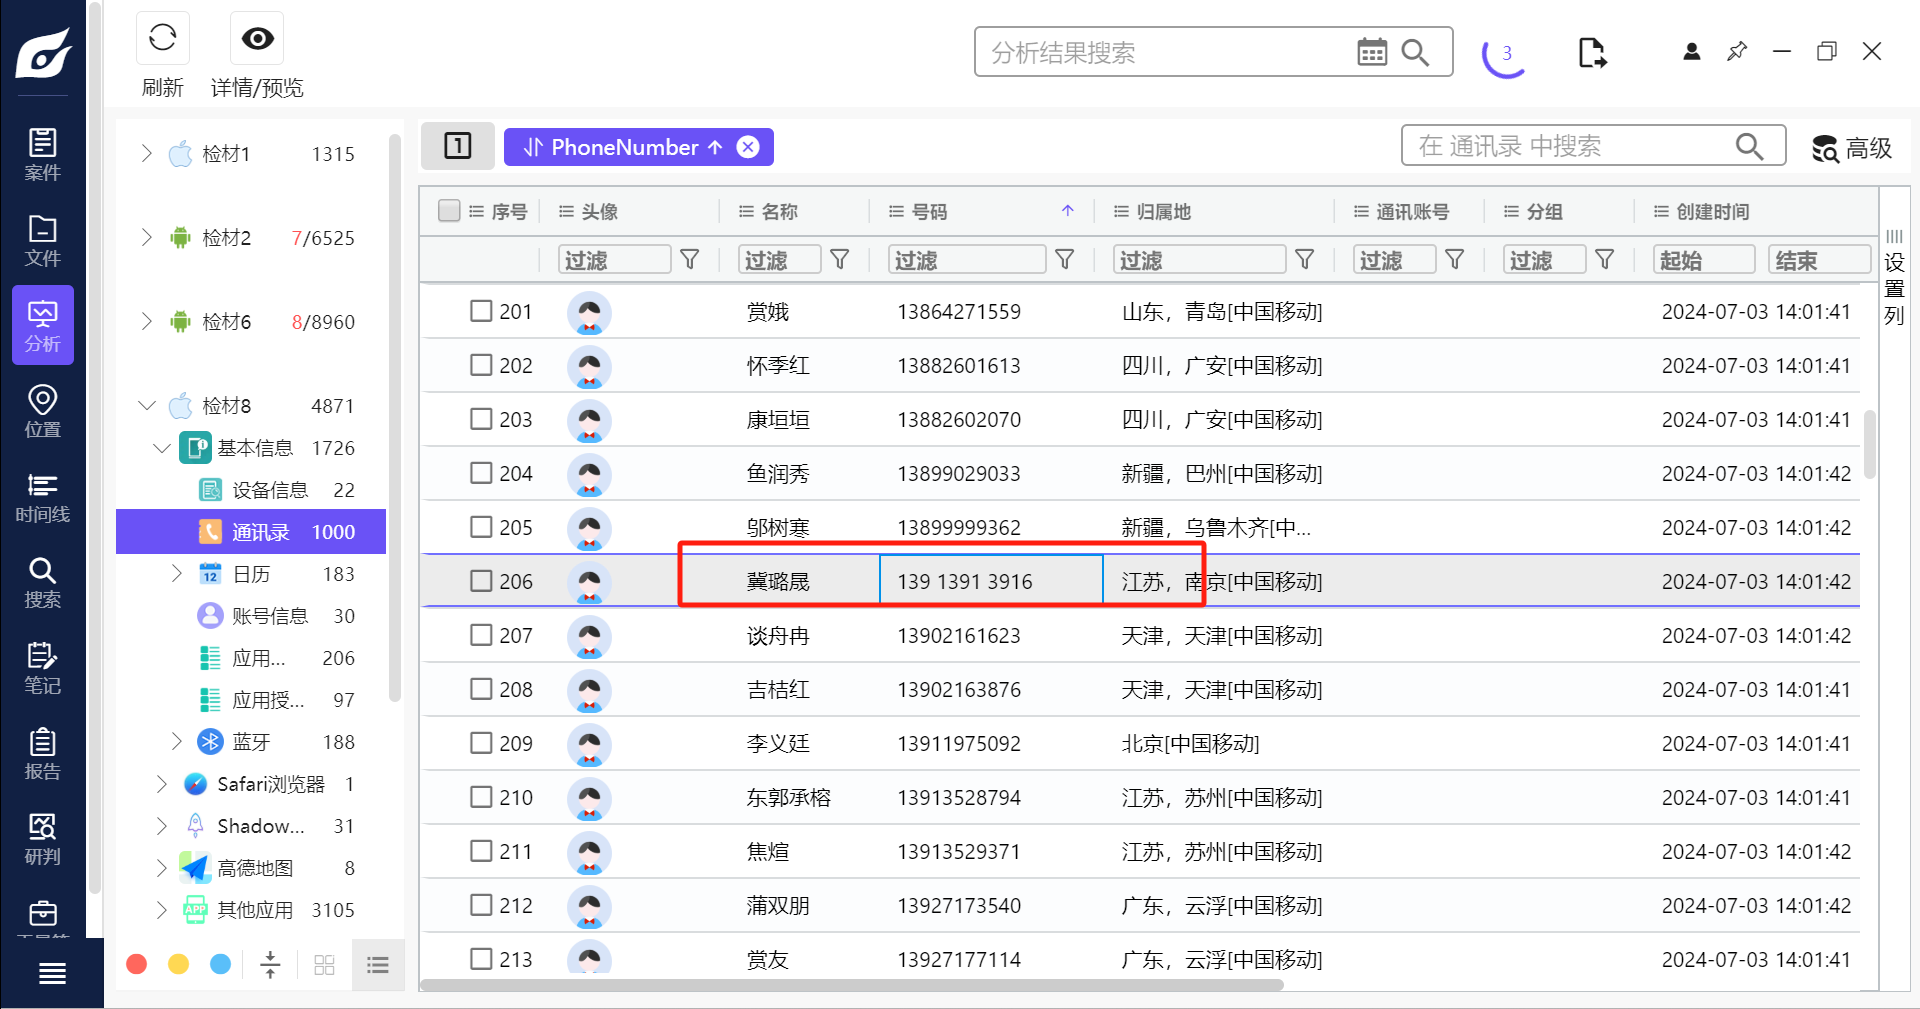 刷新
详情/预览
分析结果搜索
3
案件
文件
分析
位置
时间线
搜索
笔记
报告
研判
检材1 1315
检材2 7/6525
检材6 8/8960
检材8 4871
基本信息 1726
设备信息 22
通讯录 1000
12 日历 183
账号信息 30
应用... 206
应用授... 97
蓝牙 188
Safari浏览器 1
Shadow... 31
高德地图 8
APP 其他应用 3105
1
PhoneNumber
在 通讯录 中搜索
高级
序号 头像 名称 号码 归属地 通讯账号 分组 创建时间
过滤 过滤 过滤 过滤 过滤 过滤 起始 结束
设置列
201 赏娥 13864271559 山东，青岛[中国移动] 2024-07-03 14:01:41
202 怀季红 13882601613 四川，广安[中国移动] 2024-07-03 14:01:41
203 康垣垣 13882602070 四川，广安[中国移动] 2024-07-03 14:01:41
204 鱼润秀 13899029033 新疆，巴州[中国移动] 2024-07-03 14:01:42
205 邬树寒 13899999362 新疆，乌鲁木齐[中... 2024-07-03 14:01:42
206 冀璐晟 139 1391 3916 江苏，南京[中国移动] 2024-07-03 14:01:42
207 谈舟冉 13902161623 天津，天津[中国移动] 2024-07-03 14:01:42
208 吉桔红 13902163876 天津，天津[中国移动] 2024-07-03 14:01:41
209 李义廷 13911975092 北京[中国移动] 2024-07-03 14:01:41
210 东郭承榕 13913528794 江苏，苏州[中国移动] 2024-07-03 14:01:41
211 焦煊 13913529371 江苏，苏州[中国移动] 2024-07-03 14:01:42
212 蒲双朋 13927173540 广东，云浮[中国移动] 2024-07-03 14:01:42
213 赏友 13927177114 广东，云浮[中国移动] 2024-07-03 14:01:41